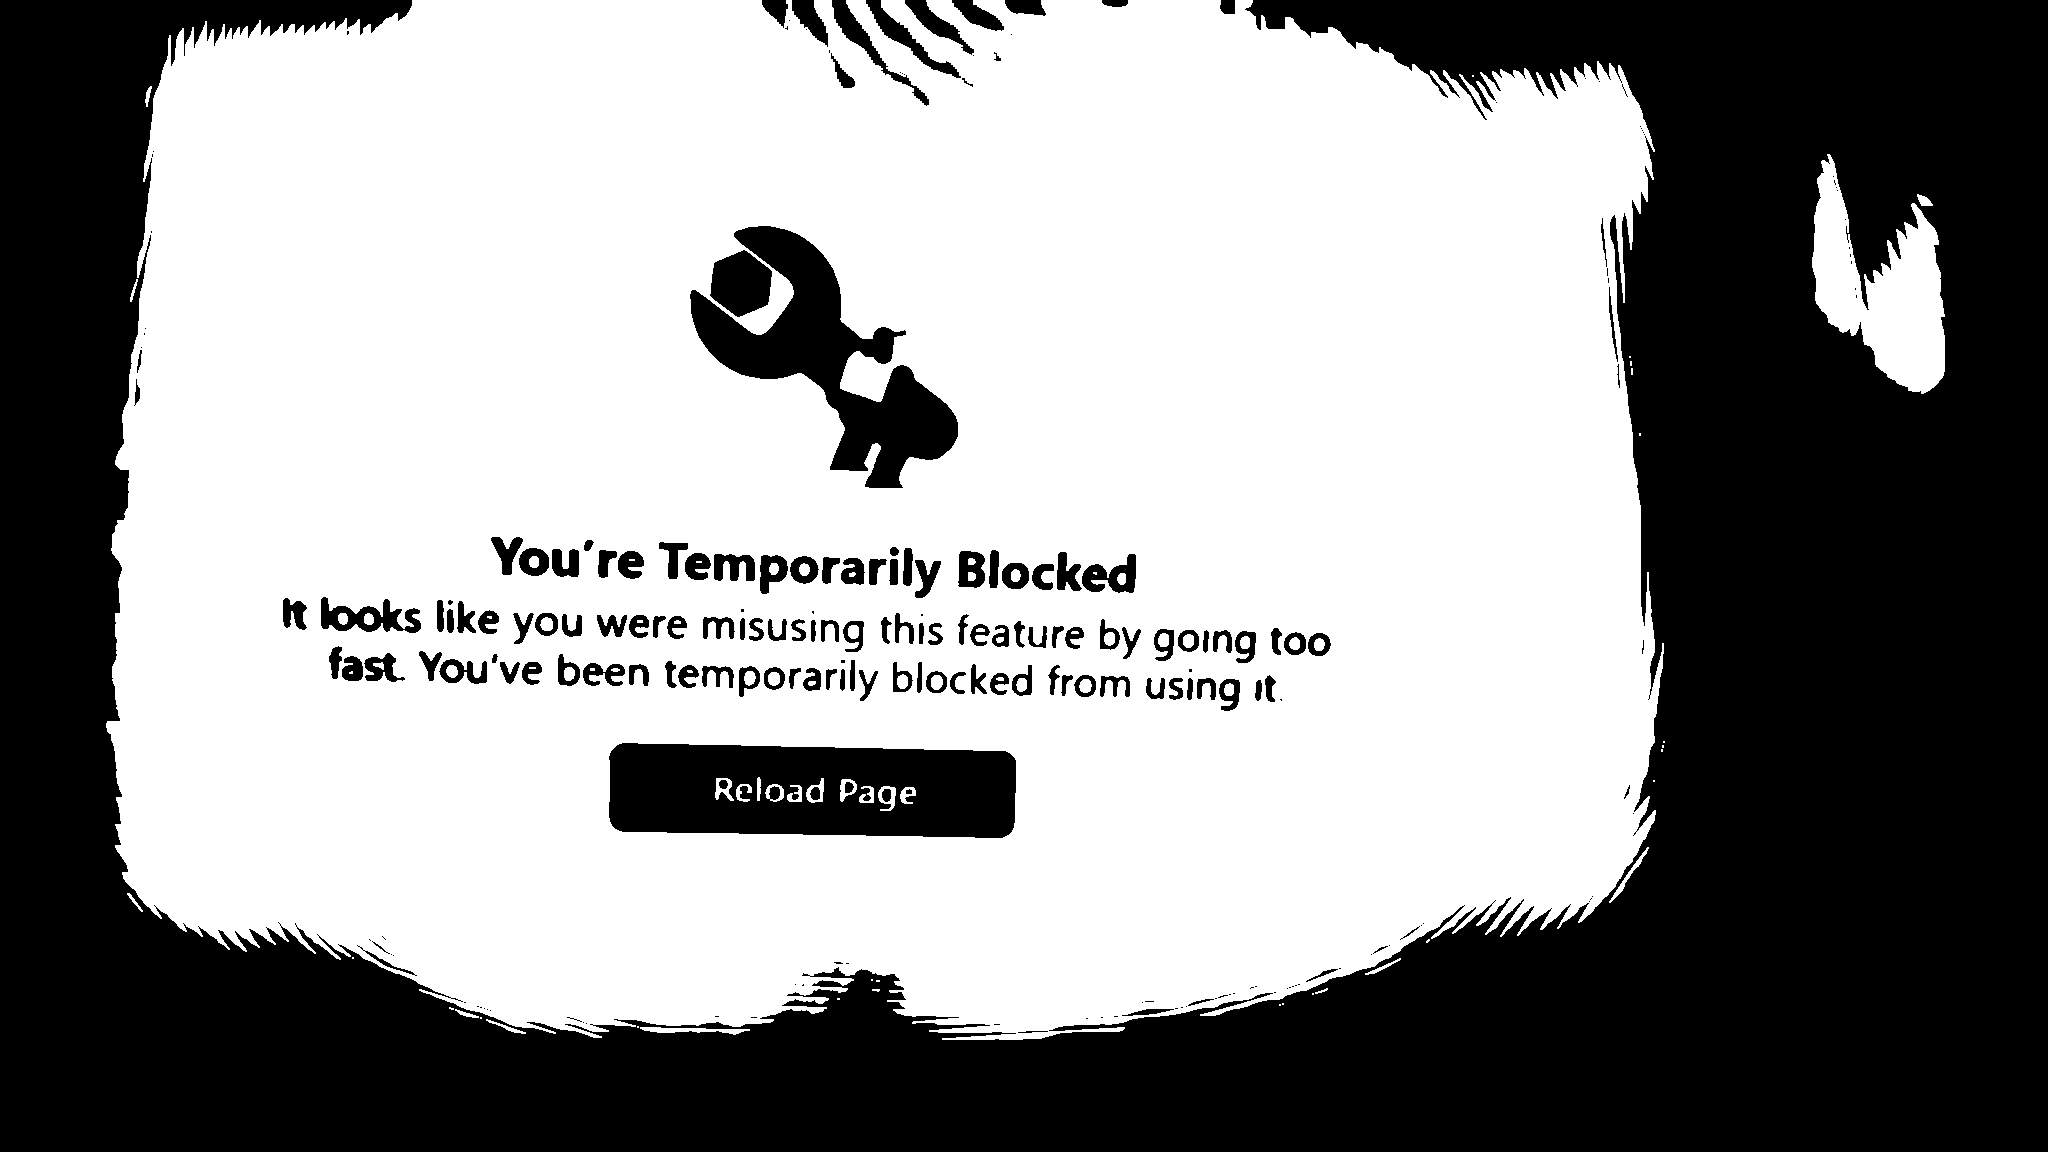 You're Temporarily Blocked
It looks like you were misusing this feature by going too
fast. You've been temporarily blocked from using it.
Reload Page